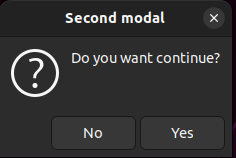 Second modal
Do you want continue?
No
Yes